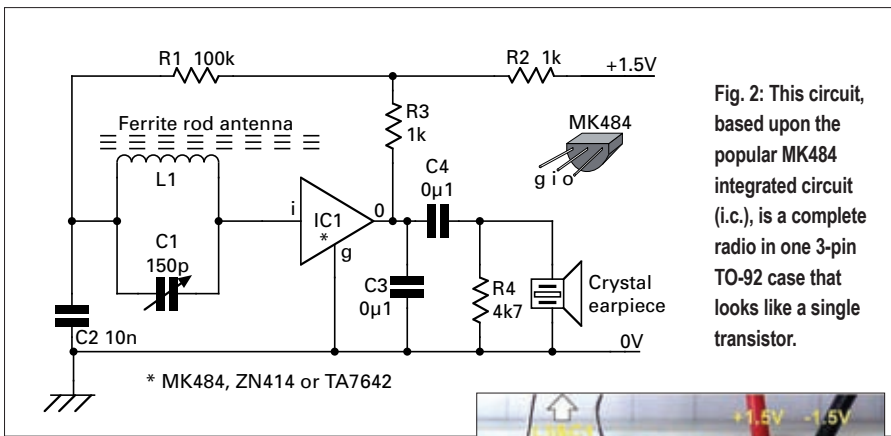 R1 100k
R2 1k
+1.5V
R3
1k
Ferrite rod antenna
L1
C1
150p
C2 10n
i
IC1
*
0
g
C4
0µ1
C3
0µ1
R4
4k7
Crystal
earpiece
0V
MK484
g i o
* MK484, ZN414 or TA7642
Fig. 2: This circuit,
based upon the
popular MK484
integrated circuit
(i.c.), is a complete
radio in one 3-pin
TO-92 case that
looks like a single
transistor.
+1.5V -1.5V